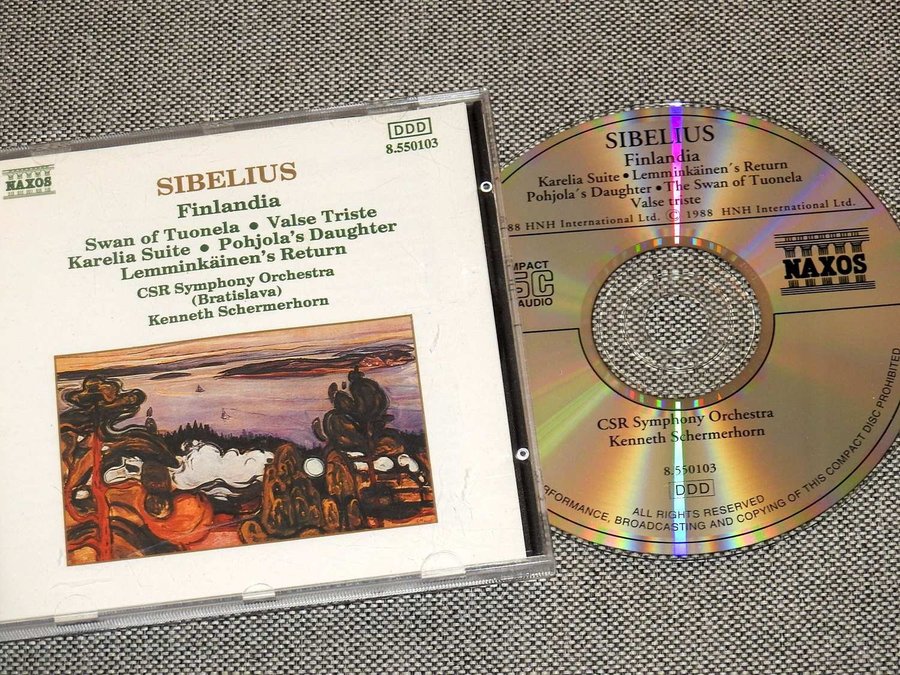 NAXOS
DDD
8.550103
SIBELIUS
Finlandia
Swan of Tuonela • Valse Triste
Karelia Suite • Pohjola's Daughter
Lemminkäinen's Return
CSR Symphony Orchestra
(Bratislava)
Kenneth Schermerhorn
SIBELIUS
Finlandia
Karelia Suite • Lemminkäinen´s Return
Pohjola´s Daughter • The Swan of Tuonela
Valse triste
88 HNH International Ltd. © 1988 HNH International Ltd.
NAXOS
AUDIO
CSR Symphony Orchestra
Kenneth Schermerhorn
8.550103
DDD
ALL RIGHTS RESERVED
BROADCASTING AND COPYING OF THIS COMPACT DISC PROHIBITED